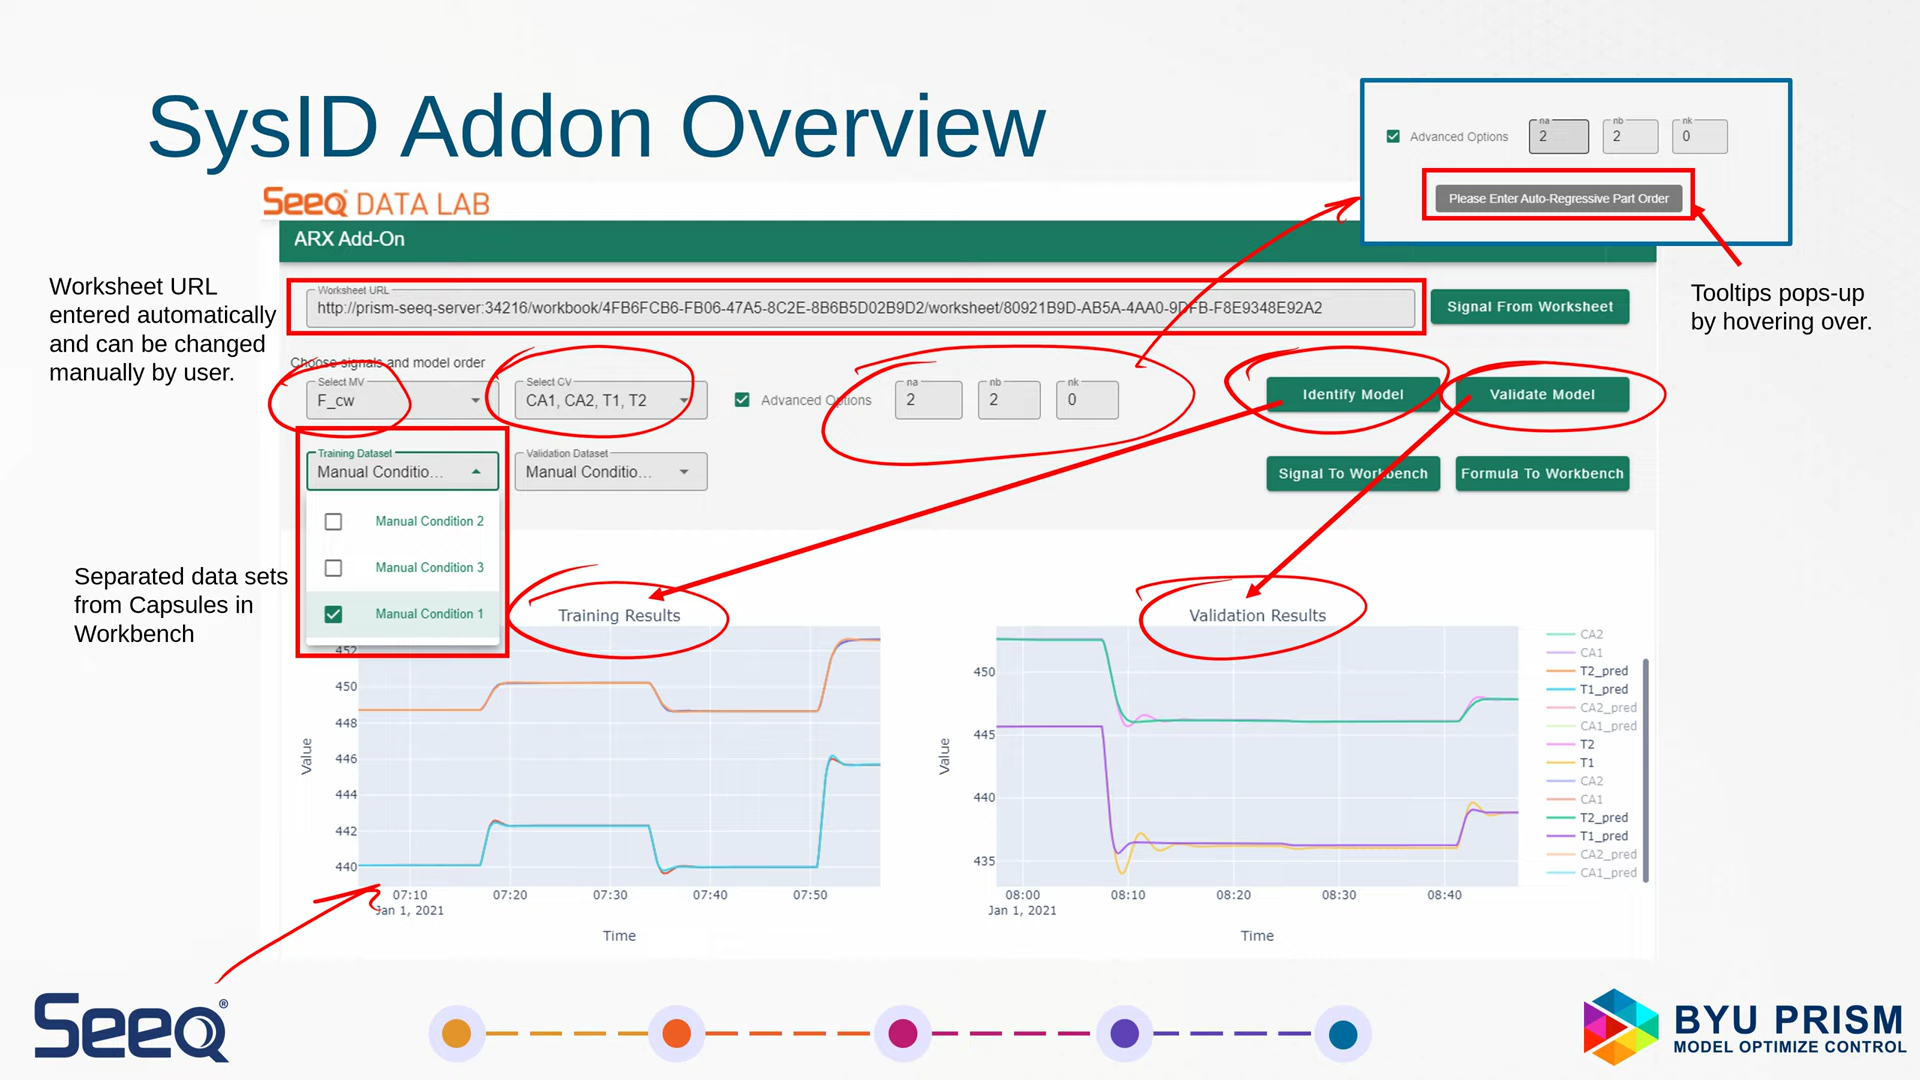 SysID Addon Overview
Advanced Options
na
2
nb
2
nk
0
Please Enter Auto-Regressive Part Order
Tooltips pops-up
by hovering over.
Seeq DATA LAB
ARX Add-On
Worksheet URL
entered automatically
and can be changed
manually by user.
Worksheet URL
http://prism-seeq-server:34216/workbook/4FB6FCB6-FB06-47A5-8C2E-8B6B5D02B9D2/worksheet/80921B9D-AB5A-4AA0-9DFB-F8E9348E92A2
Signal From Worksheet
Choose signals and model order
Select MV
F_cw
Select CV
CA1, CA2, T1, T2
Advanced Options
na
2
nb
2
nk
0
Identify Model
Validate Model
Training Dataset
Manual Conditio...
Validation Dataset
Manual Conditio...
Signal To Workbench
Formula To Workbench
Manual Condition 2
Manual Condition 3
Manual Condition 1
Separated data sets
from Capsules in
Workbench
Training Results
452
450
448
446
444
442
440
Value
07:10
07:20
07:30
07:40
07:50
Jan 1, 2021
Time
Validation Results
450
445
440
435
Value
08:00
08:10
08:20
08:30
08:40
Jan 1, 2021
Time
CA2
CA1
T2_pred
T1_pred
CA2_pred
CA1_pred
T2
T1
CA2
CA1
T2_pred
T1_pred
CA2_pred
CA1_pred
Seeq®
BYU PRISM
MODEL OPTIMIZE CONTROL